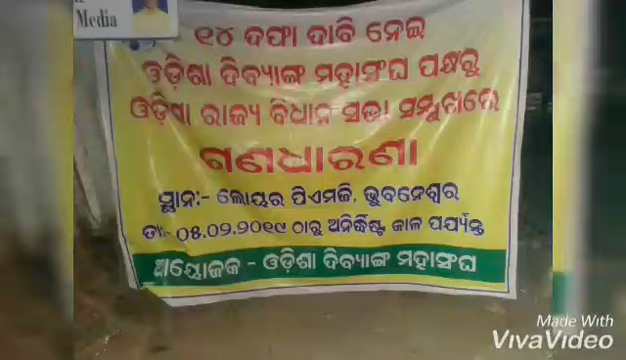 Media
୧୪ ଦଫା ଦାବି ନେଇ
ଓଡ଼ିଶା ଦିବ୍ୟାଙ୍ଗ ମହାସଂଘ ପକ୍ଷରୁ
ଓଡ଼ିଶା ରାଜ୍ୟ ବିଧାନ ସଭା ସମ୍ମୁଖରେ
ଗଣଧାରଣା
ସ୍ଥାନ:- ଲୋୟର ପିଏମଜି, ଭୁବନେଶ୍ୱର
ତା:- ୦୫.୦୨.୨୦୧୯ ଠାରୁ ଅନିର୍ଦ୍ଧିଷ୍ଟ କାଳ ପର୍ଯ୍ୟନ୍ତ
ଆୟୋଜକ - ଓଡ଼ିଶା ଦିବ୍ୟାଙ୍ଗ ମହାସଂଘ
Made With
VivaVideo